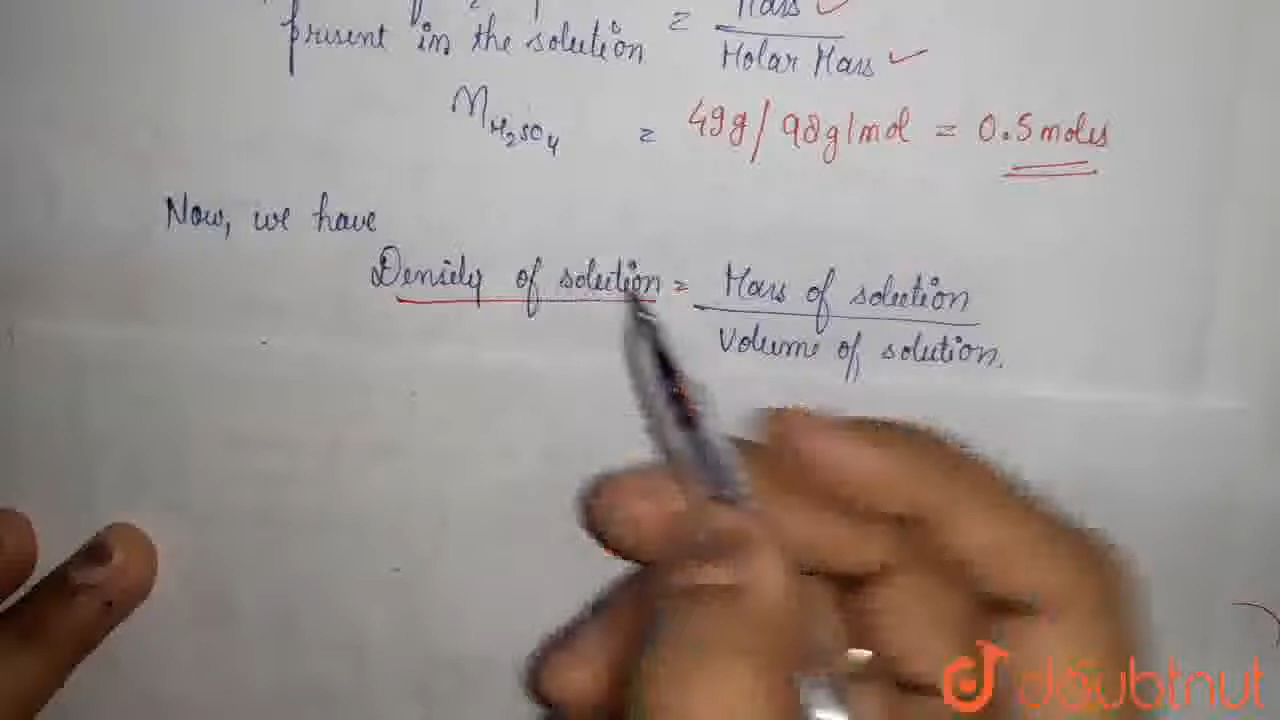 Mass ✓
present in the solution = Molar Mass ✓
n H₂SO₄ = 49g/98g/mol = 0.5 moles
Now, we have
Density of solution = Mass of solution
Volume of solution.
doubtnut